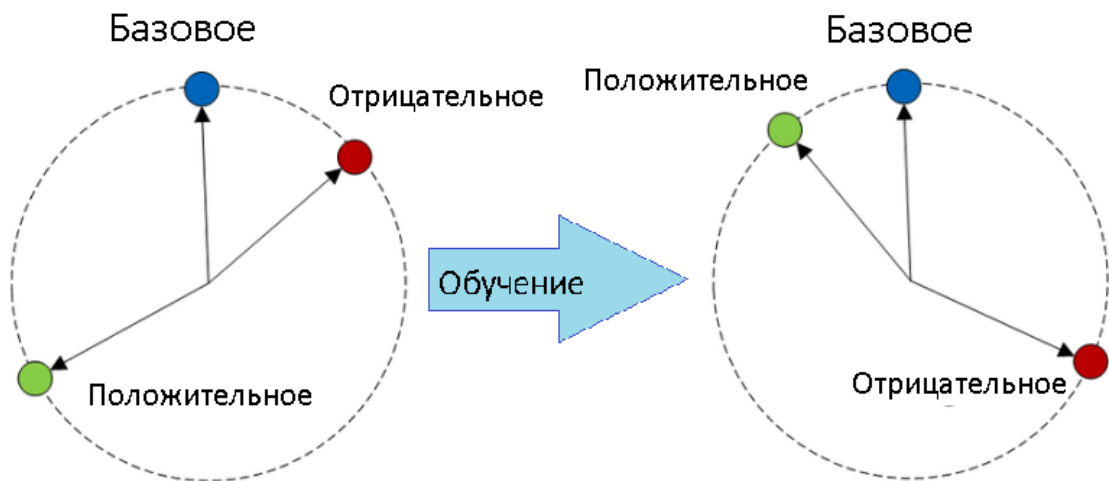 Базовое
Отрицательное
Положительное
Обучение
Базовое
Положительное
Отрицательное